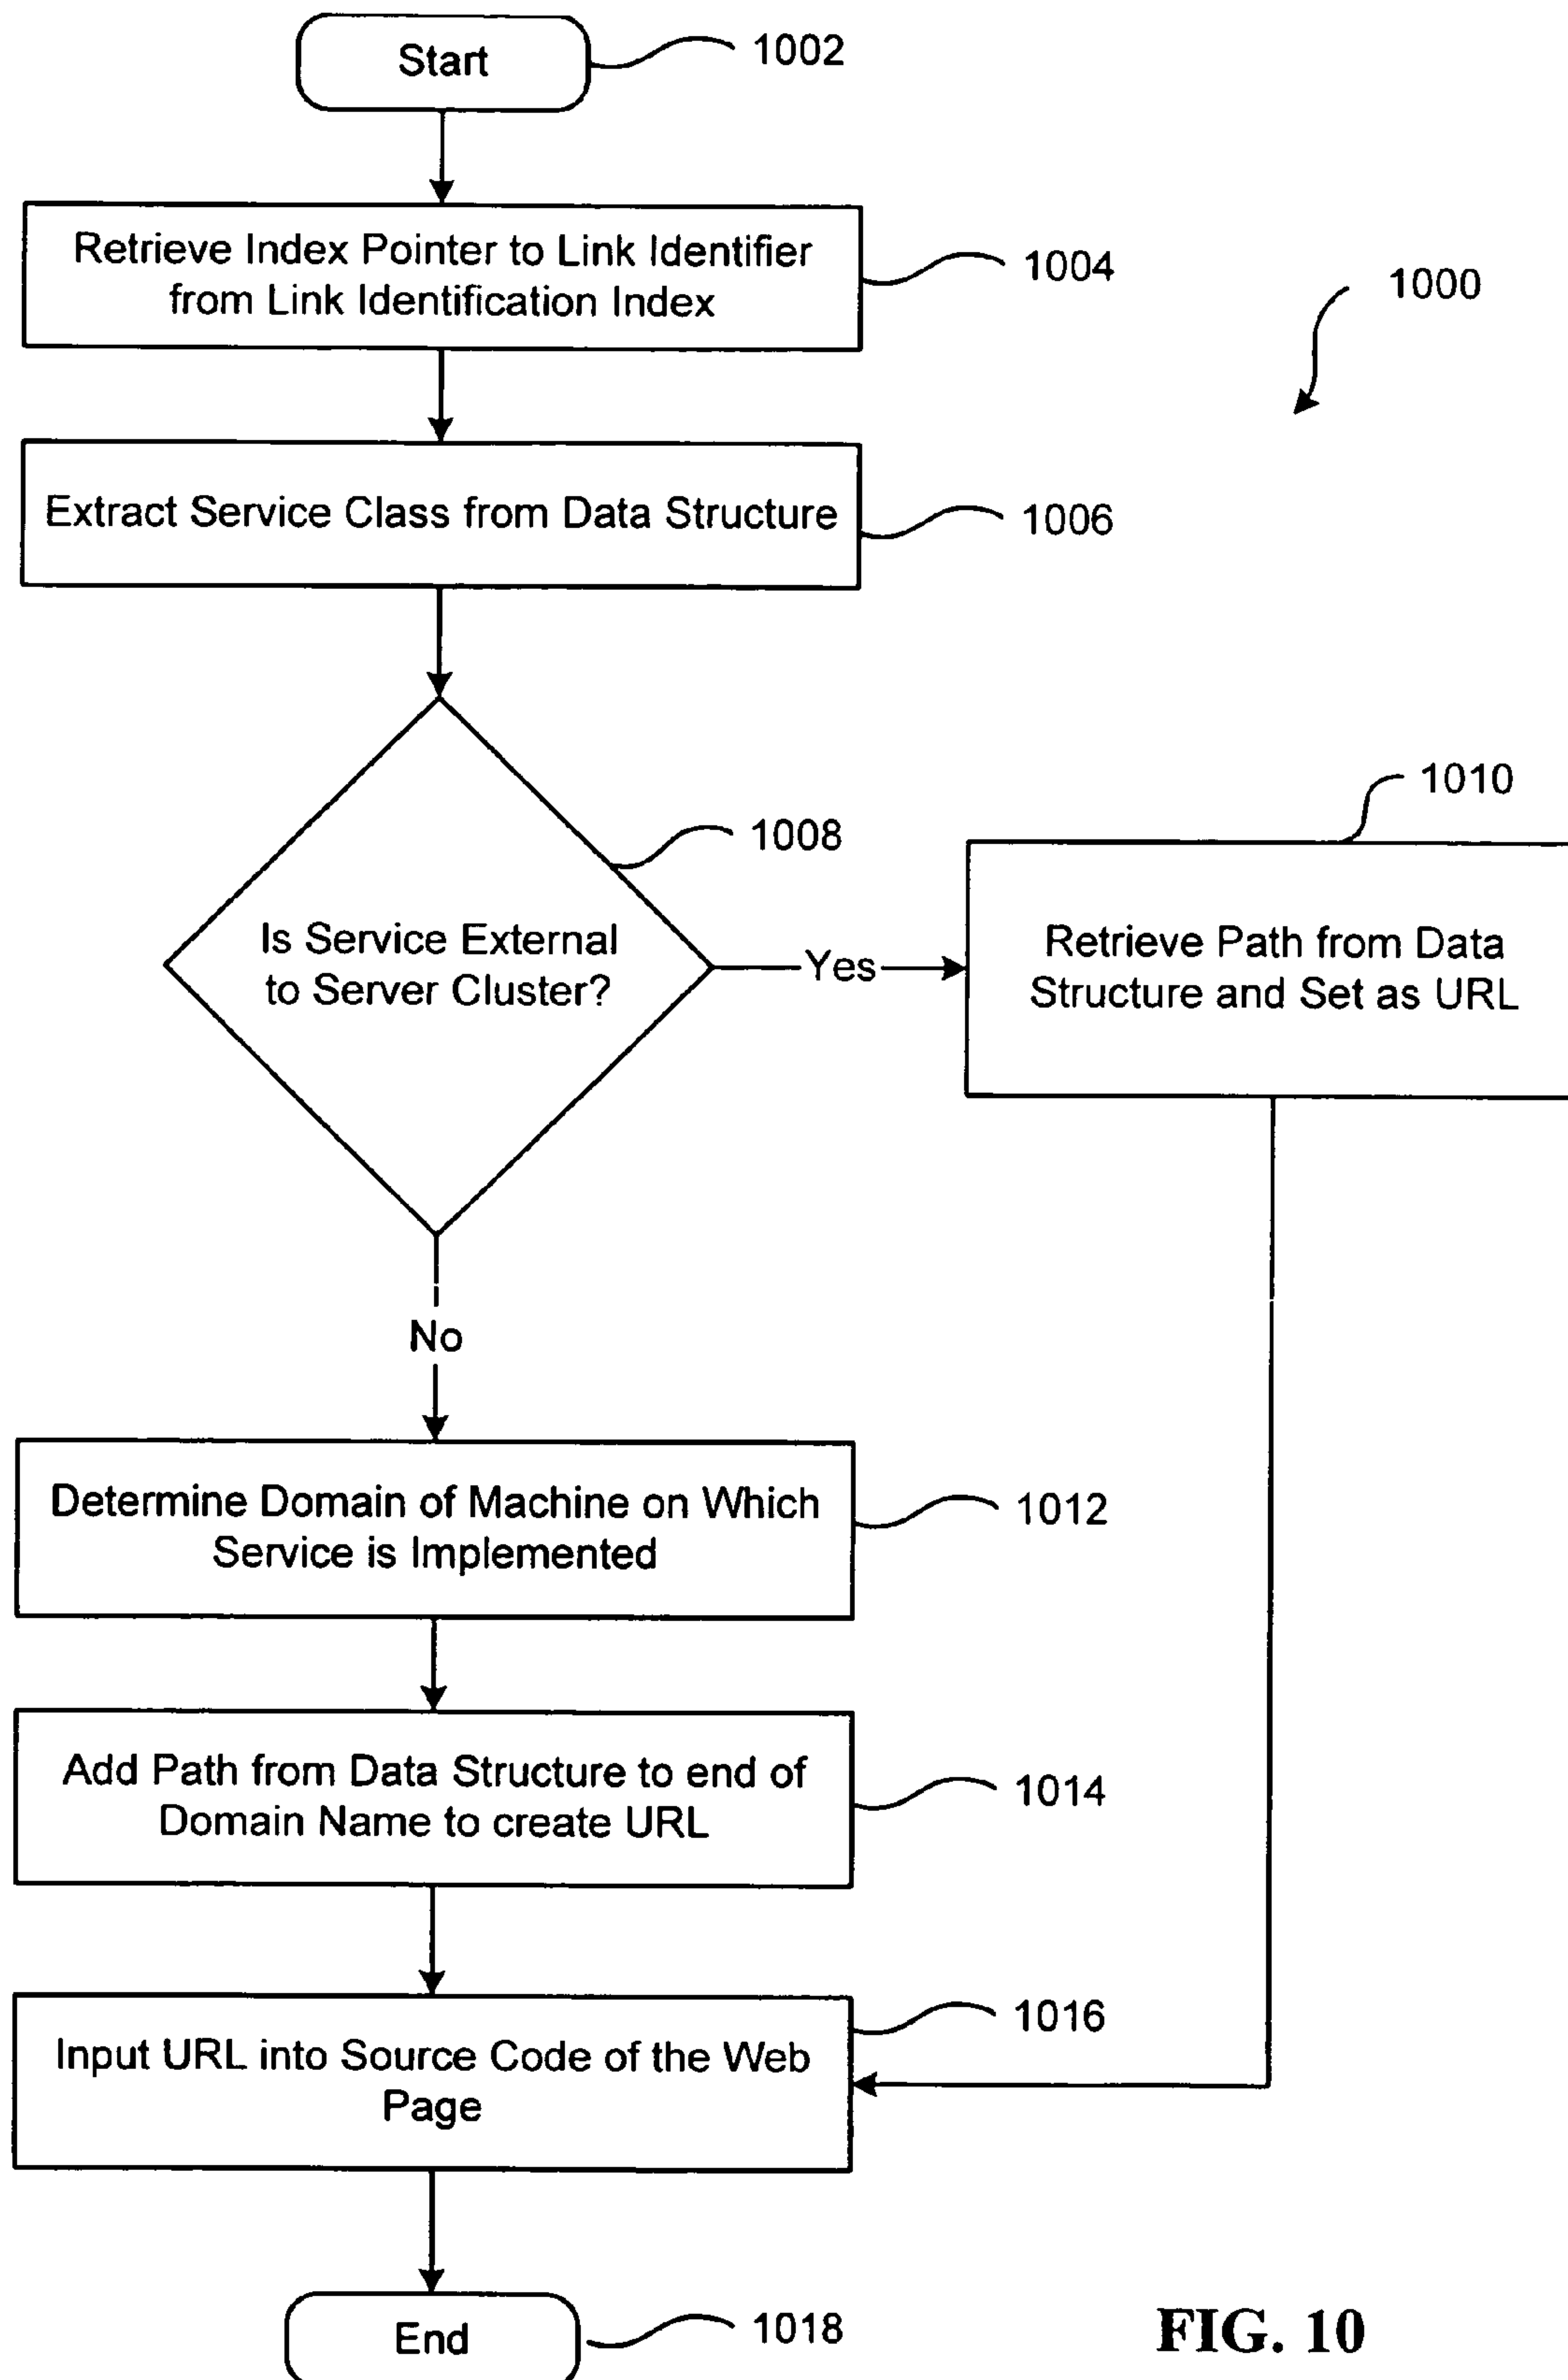 Start
1002
Retrieve Index Pointer to Link Identifier
from Link Identification Index
1004
1000
Extract Service Class from Data Structure
1006
1008
Is Service External
to Server Cluster?
Yes
1010
Retrieve Path from Data
Structure and Set as URL
No
Determine Domain of Machine on Which
Service is Implemented
1012
Add Path from Data Structure to end of
Domain Name to create URL
1014
Input URL into Source Code of the Web
Page
1016
End
1018
FIG. 10